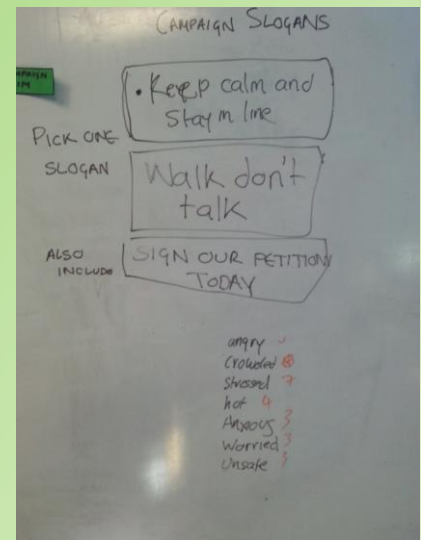 CAMPAIGN SLOGANS
• Keep calm and
stay in line
PICK ONE
SLOGAN
Walk don't
talk
ALSO
INCLUDE
SIGN OUR PETITION
TODAY
angry
Crowded
Stressed 7
hot 4
Anxious 3
Worried 3
Unsafe 3